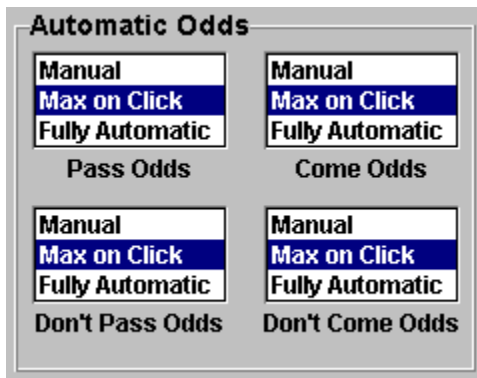 Automatic Odds
Manual
Max on Click
Fully Automatic
Pass Odds
Manual
Max on Click
Fully Automatic
Come Odds
Manual
Max on Click
Fully Automatic
Don't Pass Odds
Manual
Max on Click
Fully Automatic
Don't Come Odds